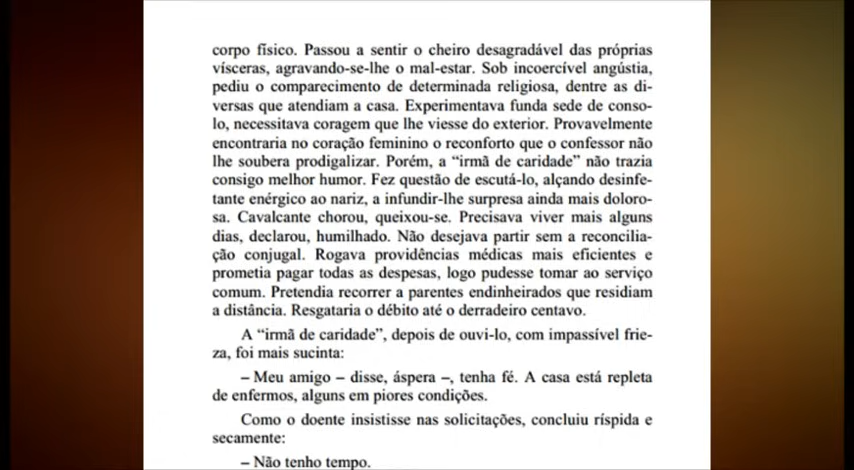 corpo físico. Passou a sentir o cheiro desagradável das próprias
vísceras, agravando-se-lhe o mal-estar. Sob incoercível angústia,
pediu o comparecimento de determinada religiosa, dentre as di-
versas que atendiam a casa. Experimentava funda sede de conso-
lo, necessitava coragem que lhe viesse do exterior. Provavelmente
encontraria no coração feminino o reconforto que o confessor não
lhe soubera prodigalizar. Porém, a “irmã de caridade” não trazia
consigo melhor humor. Fez questão de escutá-lo, alçando desinfe-
tante enérgico ao nariz, a infundir-lhe surpresa ainda mais doloro-
sa. Cavalcante chorou, queixou-se. Precisava viver mais alguns
dias, declarou, humilhado. Não desejava partir sem a reconcilia-
ção conjugal. Rogava providências médicas mais eficientes e
prometia pagar todas as despesas, logo pudesse tomar ao serviço
comum. Pretendia recorrer a parentes endinheirados que residiam
a distância. Resgataria o débito até o derradeiro centavo.
A “irmã de caridade”, depois de ouvi-lo, com impassível frie-
za, foi mais sucinta:
– Meu amigo – disse, áspera –, tenha fé. A casa está repleta
de enfermos, alguns em piores condições.
Como o doente insistisse nas solicitações, concluiu ríspida e
secamente:
– Não tenho tempo.